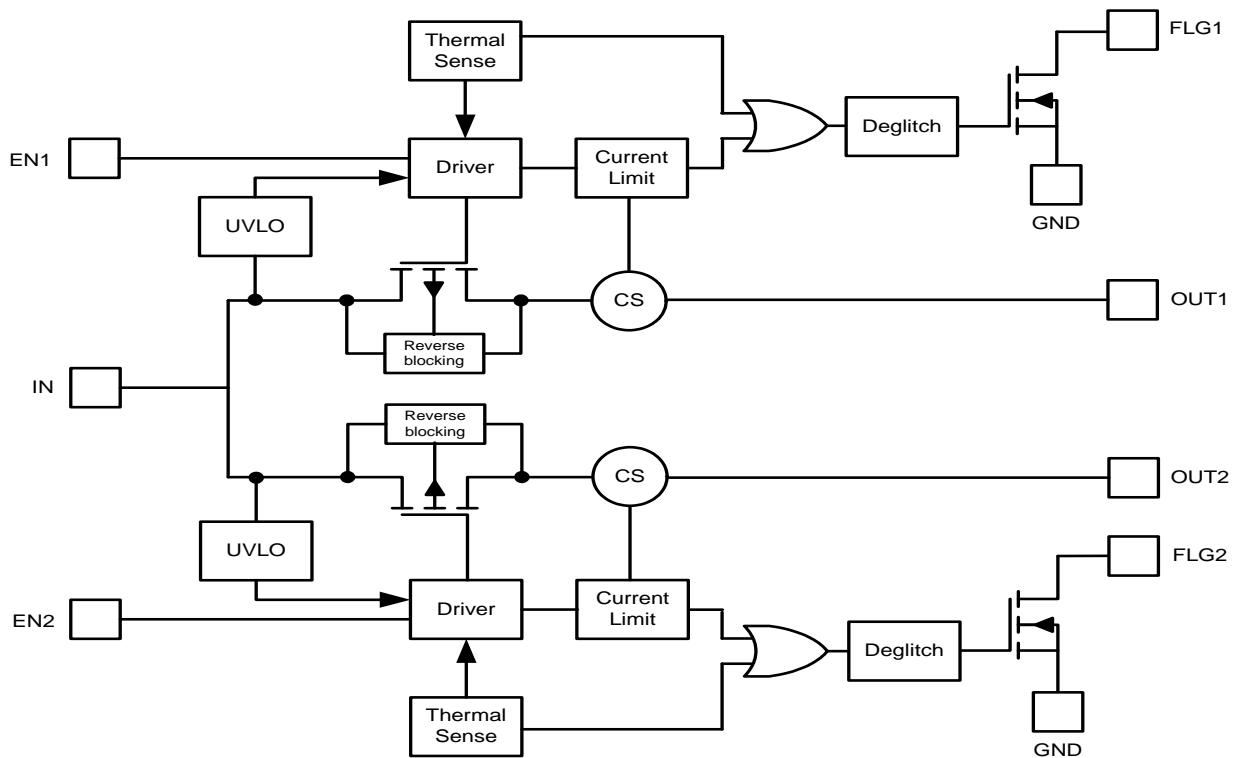 FLG1
Thermal
Sense
Deglitch
EN1
Driver
Current
Limit
UVLO
GND
CS
OUT1
Reverse
blocking
IN
Reverse
blocking
CS
OUT2
UVLO
FLG2
EN2
Driver
Current
Limit
Deglitch
Thermal
Sense
GND